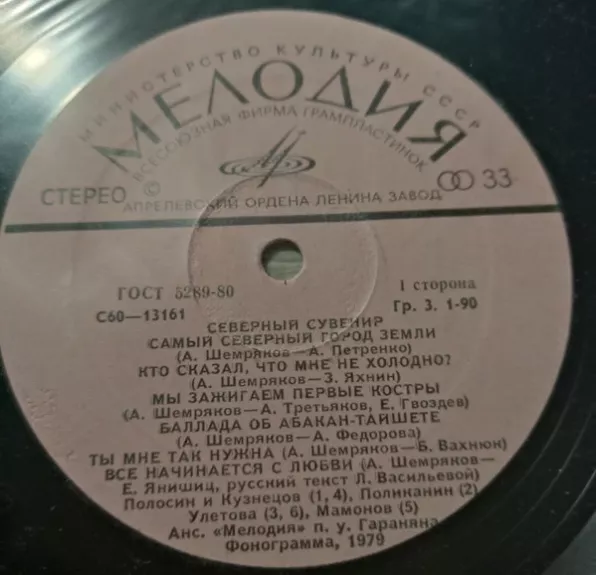 МИНИСТЕРСТВО КУЛЬТУРЫ СССР
МЕЛОДИЯ
ВСЕСОЮЗНАЯ ФИРМА ГРАМПЛАСТИНОК
СТЕРЕО 33
АПРЕЛЕВСКИЙ ОРДЕНА ЛЕНИНА ЗАВОД
ГОСТ 5289-80 1 сторона
С60—13161 Гр. 3. 1-90
СЕВЕРНЫЙ СУВЕНИР
САМЫЙ СЕВЕРНЫЙ ГОРОД ЗЕМЛИ
(А. Шемряков—А. Петренко)
КТО СКАЗАЛ, ЧТО МНЕ НЕ ХОЛОДНО?
(А. Шемряков—З. Яхнин)
МЫ ЗАЖИГАЕМ ПЕРВЫЕ КОСТРЫ
(А. Шемряков—А. Третьяков, Е. Гвоздев)
БАЛЛАДА ОБ АБАКАН-ТАЙШЕТЕ
(А. Шемряков—А. Федорова)
ТЫ МНЕ ТАК НУЖНА (А. Шемряков—Б. Вахнюк)
ВСЕ НАЧИНАЕТСЯ С ЛЮБВИ (А. Шемряков—
Е. Янишиц, русский текст Л. Васильевой)
Полосин и Кузнецов (1, 4), Поликанин (2)
Улетова (3, 6), Мамонов (5)
Анс. «Мелодия» п. у. Гараняна
Фонограмма, 1979